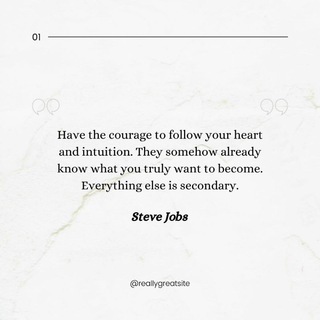 01
Have the courage to follow your heart
and intuition. They somehow already
know what you truly want to become.
Everything else is secondary.
Steve Jobs
@reallygreatsite